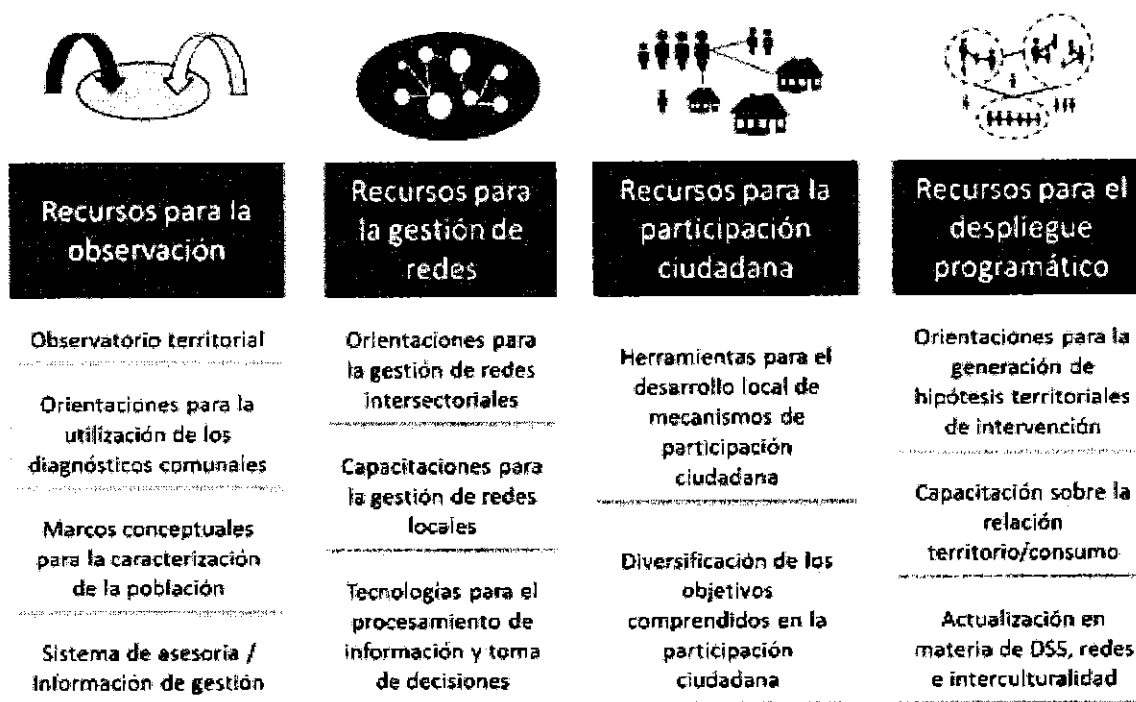 Recursos para la
observación
Observatorio territorial
Orientaciones para la
utilización de los
diagnósticos comunales
Marcos conceptuales
para la caracterización
de la población
Sistema de asesoría /
Información de gestión
Recursos para
la gestión de
redes
Orientaciones para
la gestión de redes
intersectoriales
Capacitaciones para
la gestión de redes
locales
Tecnologías para el
procesamiento de
información y toma
de decisiones
Recursos para la
participación
ciudadana
Herramientas para el
desarrollo local de
mecanismos de
participación
ciudadana
Diversificación de los
objetivos
comprendidos en la
participación
ciudadana
Recursos para el
despliegue
programático
Orientaciones para la
generación de
hipótesis territoriales
de intervención
Capacitación sobre la
relación
territorio/consumo
Actualización en
materia de DSS, redes
e interculturalidad